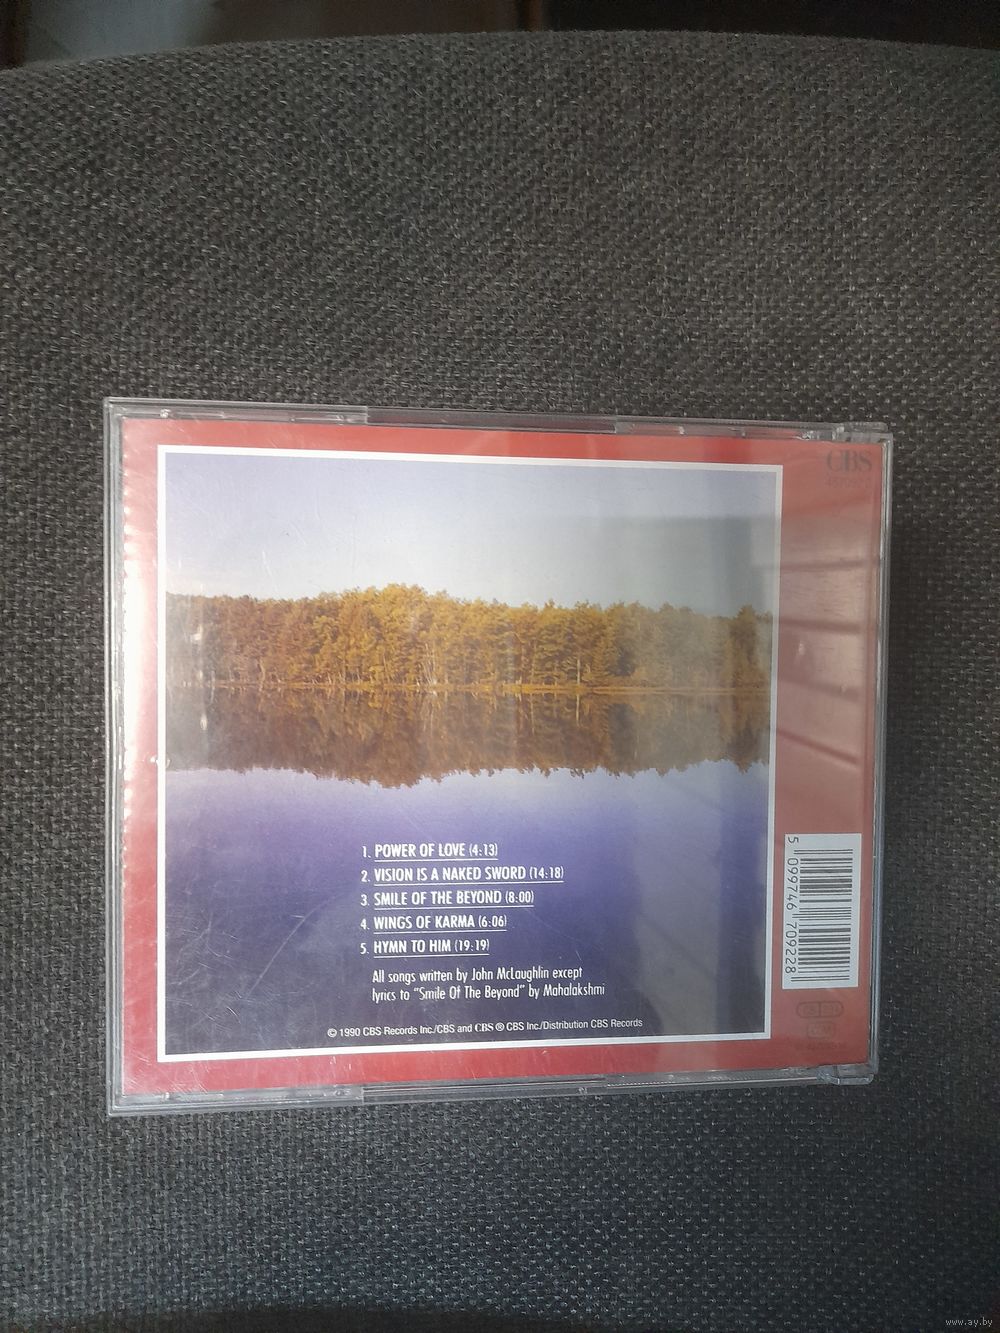 CBS
1. POWER OF LOVE (4:13)
2. VISION IS A NAKED SWORD (14:18)
3. SMILE OF THE BEYOND (8:00)
4. WINGS OF KARMA (6:06)
5. HYMN TO HIM (19:19)
All songs written by John McLaughlin except
lyrics to "Smile Of The Beyond" by Mahalakshmi
© 1990 CBS Records Inc./CBS and CBS ® CBS Inc./Distribution CBS Records
5 099746 709228
www.ay.by